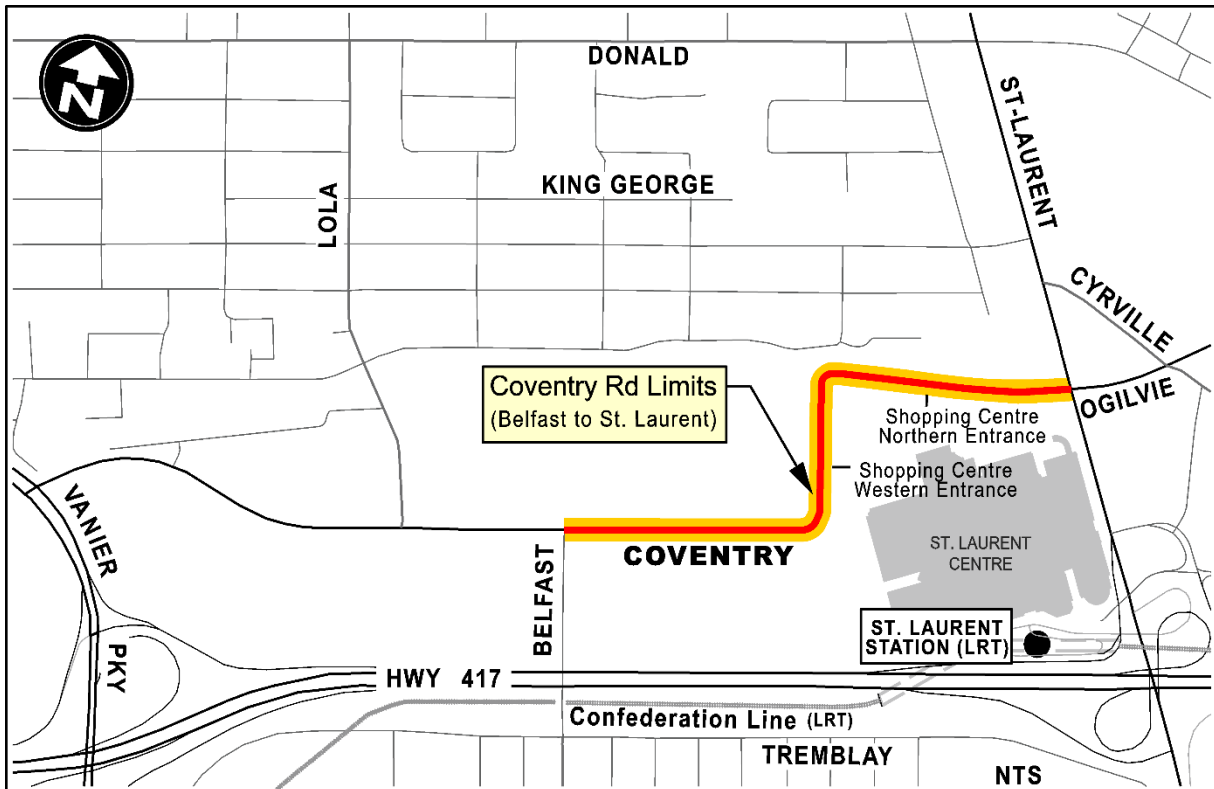 N
DONALD
ST-LAURENT
LOLA
KING GEORGE
CYRVILLE
OGILVIE
Coventry Rd Limits
(Belfast to St. Laurent)
Shopping Centre
Northern Entrance
Shopping Centre
Western Entrance
VANIER
PKY
BELFAST
COVENTRY
ST. LAURENT
CENTRE
ST. LAURENT
STATION (LRT)
HWY 417
Confederation Line (LRT)
TREMBLAY
NTS